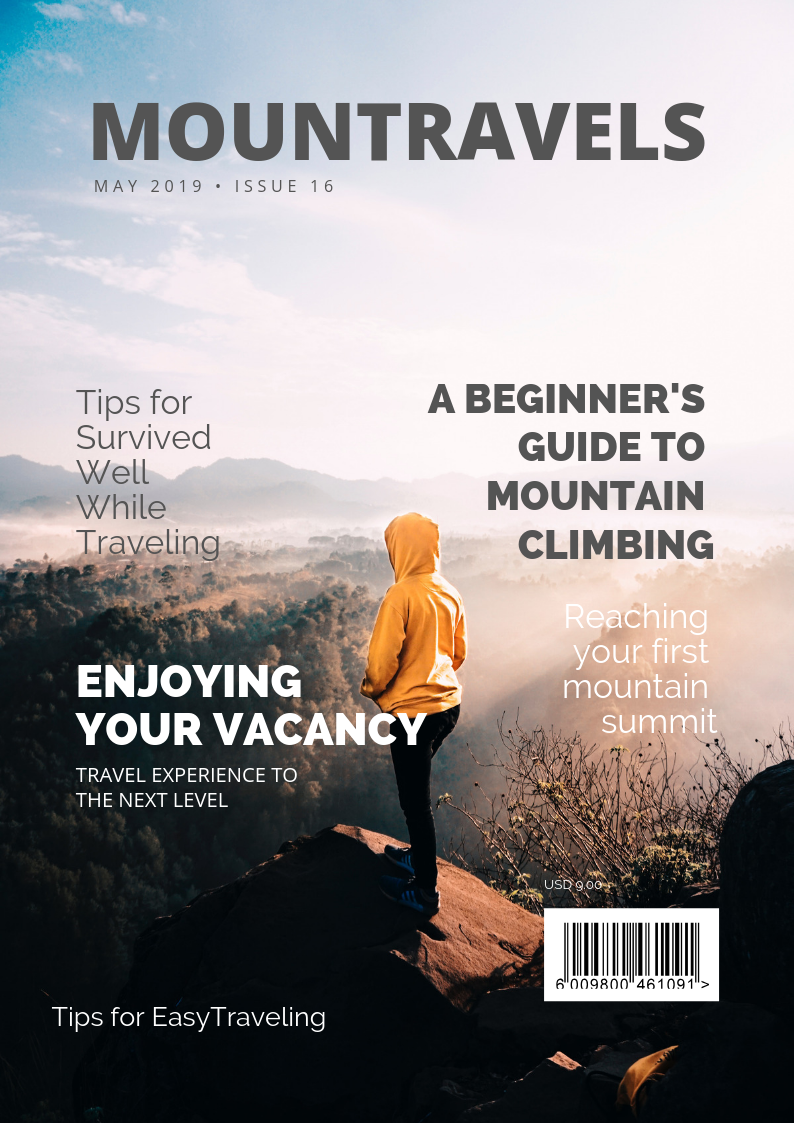 MOUNTRAVELS
MAY 2019 • ISSUE 16
Tips for
Survived
Well
While
Traveling
A BEGINNER'S
GUIDE TO
MOUNTAIN
CLIMBING
Reaching
your first
mountain
summit
ENJOYING
YOUR VACANCY
TRAVEL EXPERIENCE TO
THE NEXT LEVEL
USD 9.00
6 009800 461091 >
Tips for EasyTraveling